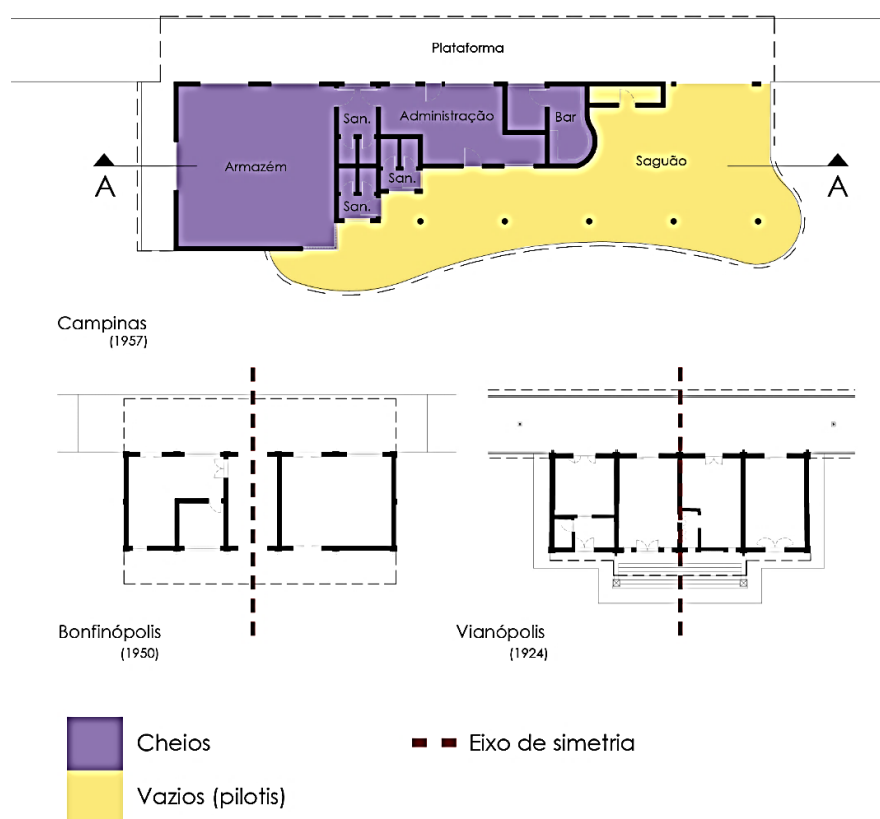 Plataforma
San.
Administração
Bar
Armazém
Saguão
San.
San.
A
A
Campinas
(1957)
Bonfinópolis
(1950)
Vianópolis
(1924)
Cheios
Eixo de simetria
Vazios (pilotis)